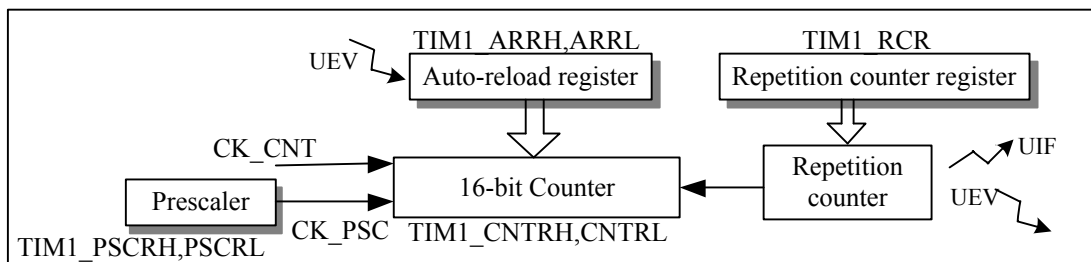 TIM1_ARRH,ARRL
TIM1_RCR
UEV
Auto-reload register
Repetition counter register
CK_CNT
UIF
Prescaler
16-bit Counter
Repetition
counter
UEV
CK_PSC
TIM1_PSCRH,PSCRL
TIM1_CNTRH,CNTRL